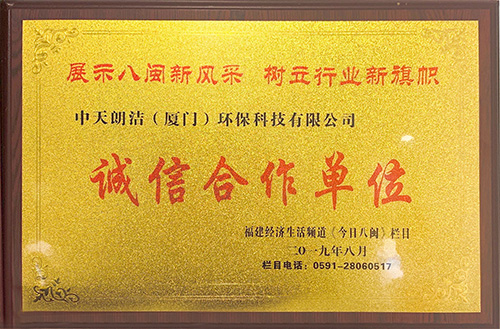 展示八闽新风采 树立行业新旗帜
中天朗洁（厦门）环保科技有限公司
诚信合作单位
福建经济生活频道《今日八闽》栏目
二〇一九年八月
栏目电话：0591-28060517